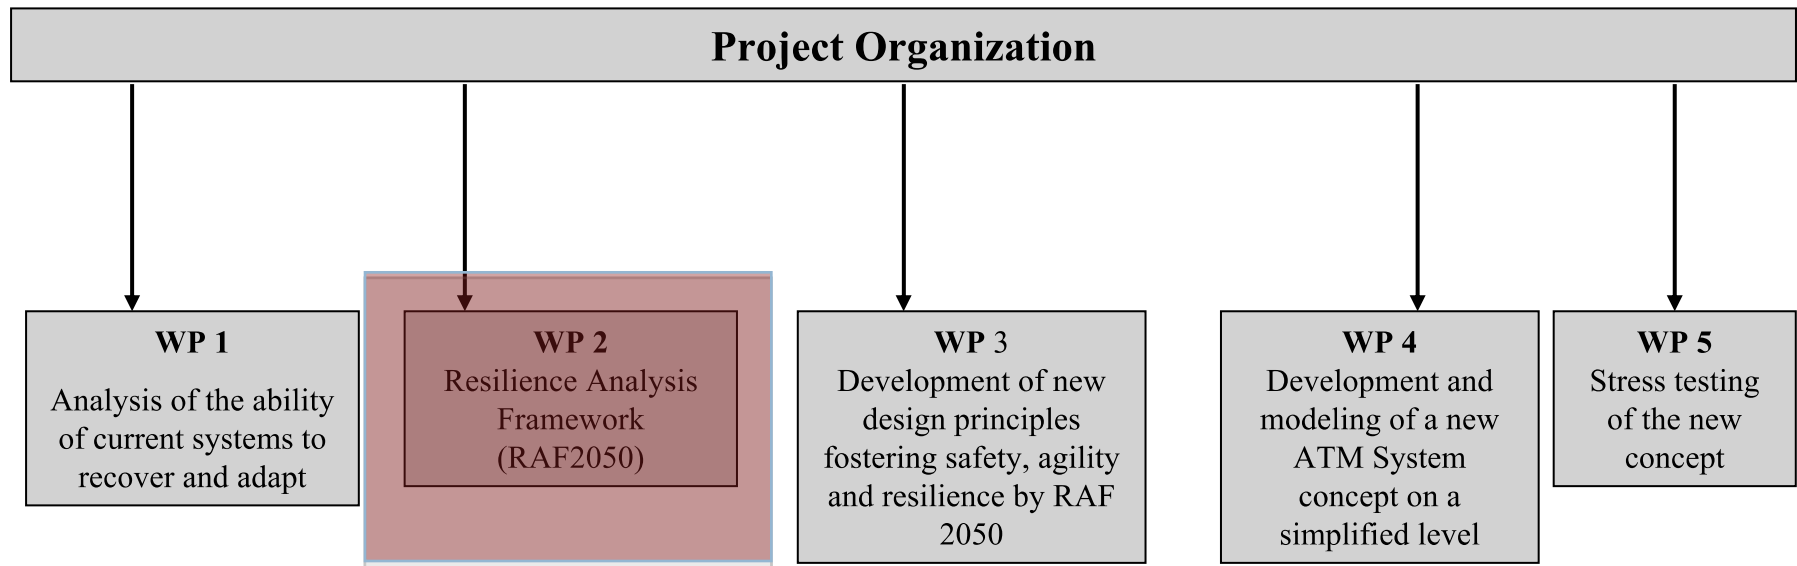 Project Organization
WP 1
Analysis of the ability
of current systems to
recover and adapt
WP 2
Resilience Analysis
Framework
(RAF2050)
WP 3
Development of new
design principles
fostering safety, agility
and resilience by RAF
2050
WP 4
Development and
modeling of a new
ATM System
concept on a
simplified level
WP 5
Stress testing
of the new
concept